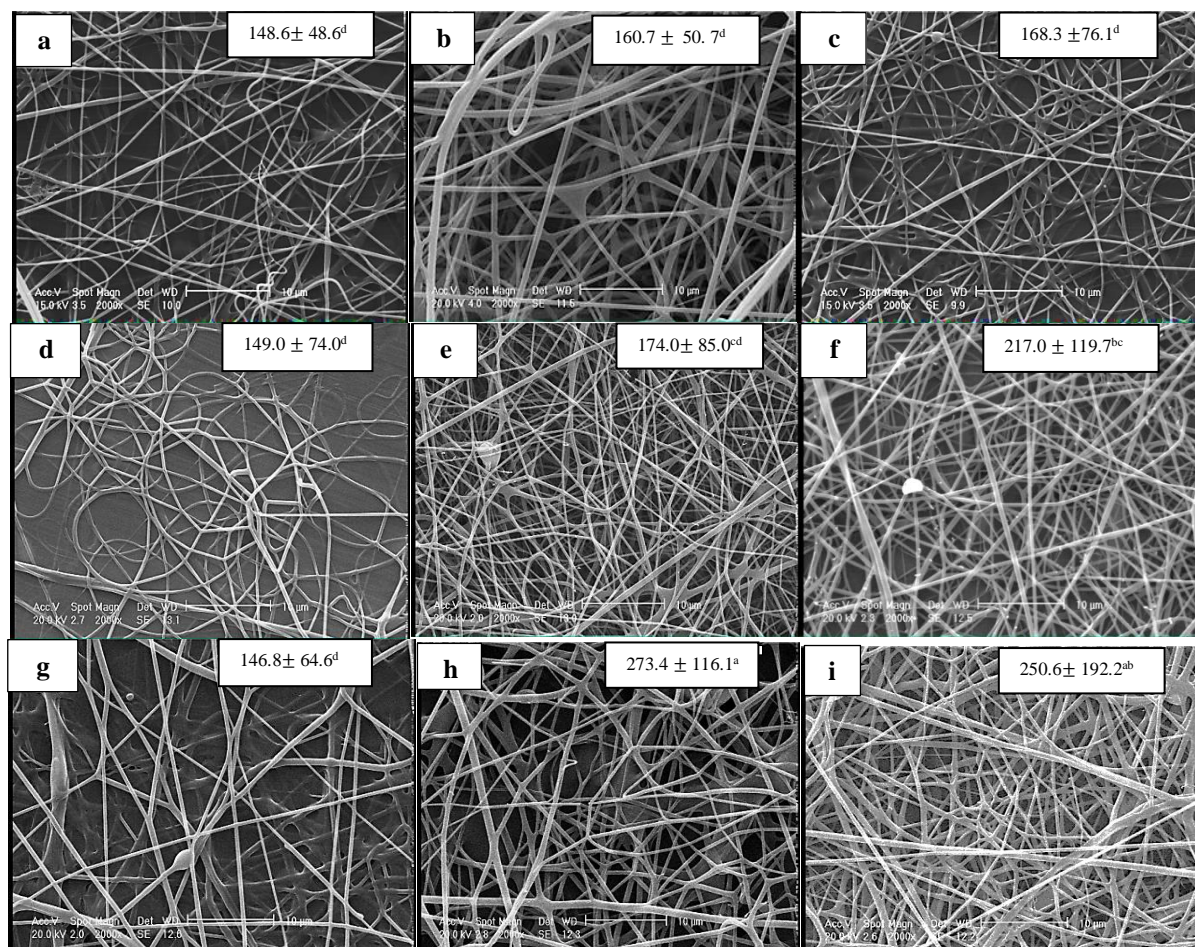 a
148.6± 48.6ᵈ
Acc.V Spot Magn Det WD
15.0 kV 3.5 2000x SE 10.0
10 µm
b
160.7 ± 50. 7ᵈ
Acc.V Spot Magn Det WD
20.0 kV 4.0 2000x SE 11.6
10 µm
c
168.3 ±76.1ᵈ
Acc.V Spot Magn Det WD
15.0 kV 3.6 2000x SE 9.9
10 µm
d
149.0 ± 74.0ᵈ
Acc.V Spot Magn Det WD
20.0 kV 2.7 2000x SE 13.1
10 µm
e
174.0± 85.0ᶜᵈ
Acc.V Spot Magn Det WD
20.0 kV 2.0 2000x SE
10 µm
f
217.0 ± 119.7ᵇᶜ
Acc.V Spot Magn Det WD
20.0 kV 2.3 2000x SE 12.5
10 µm
g
146.8± 64.6ᵈ
Acc.V Spot Magn Det WD
20.0 kV 2.0 2000x SE 12.6
10 µm
h
273.4 ± 116.1ᵃ
Acc.V Spot Magn Det WD
20.0 kV 2.8 2000x SE 12.3
10 µm
i
250.6± 192.2ᵃᵇ
Acc.V Spot Magn Det WD
20.0 kV 2.6 2000x SE
10 µm